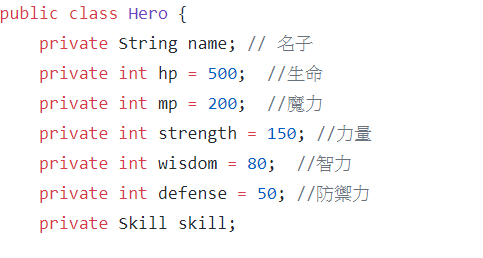 public class Hero {
private String name; // 名子
private int hp = 500;  //生命
private int mp = 200;  //魔力
private int strength = 150; //力量
private int wisdom = 80;  //智力
private int defense = 50; //防禦力
private Skill skill;